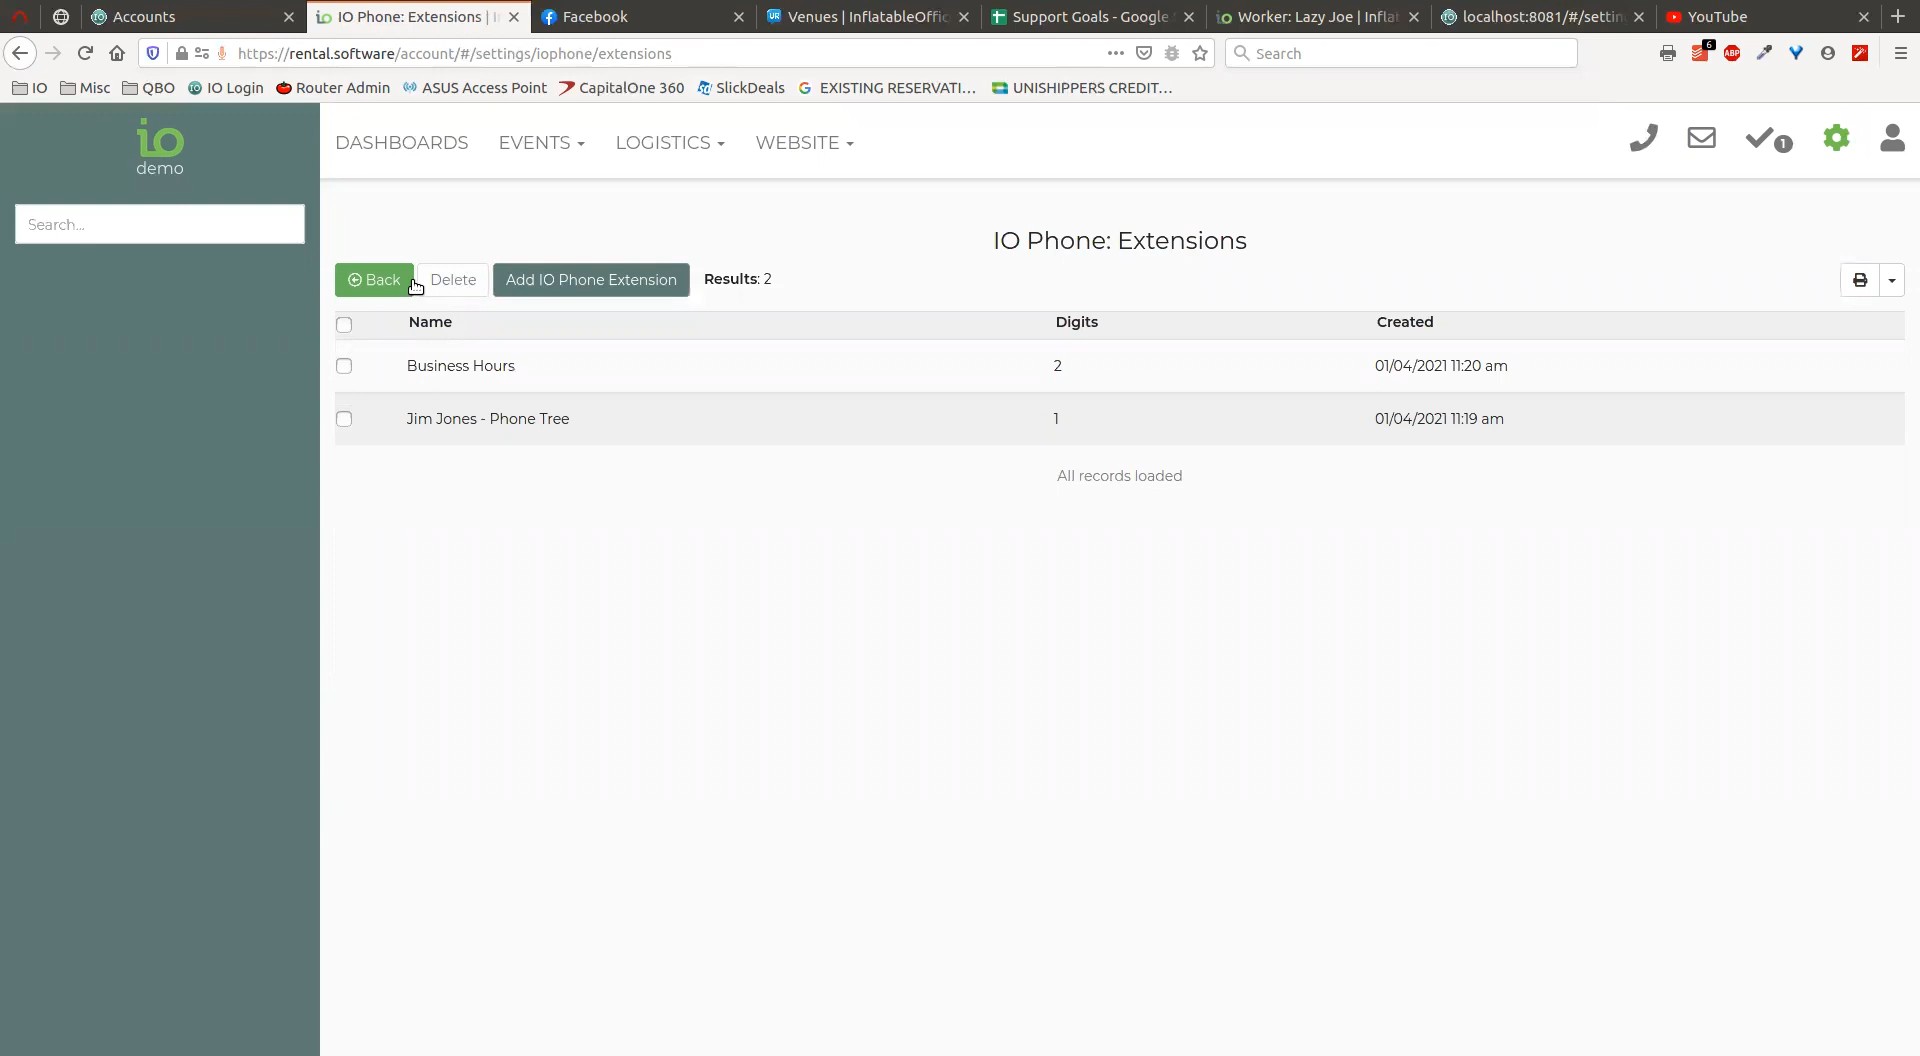 Accounts
IO Phone: Extensions | I
Facebook
Venues | InflatableOffic
Support Goals - Google
Worker: Lazy Joe | Infla
localhost:8081/#/settin
YouTube
https://rental.software/account/#/settings/iophone/extensions
Search
6
ABP
IO
Misc
QBO
IO Login
Router Admin
ASUS Access Point
CapitalOne 360
SlickDeals
EXISTING RESERVATI…
UNISHIPPERS CREDIT…
io
demo
Search...
DASHBOARDS
EVENTS
LOGISTICS
WEBSITE
1
IO Phone: Extensions
Back
Delete
Add IO Phone Extension
Results: 2
Name Digits Created
Business Hours 2 01/04/2021 11:20 am
Jim Jones - Phone Tree 1 01/04/2021 11:19 am
All records loaded